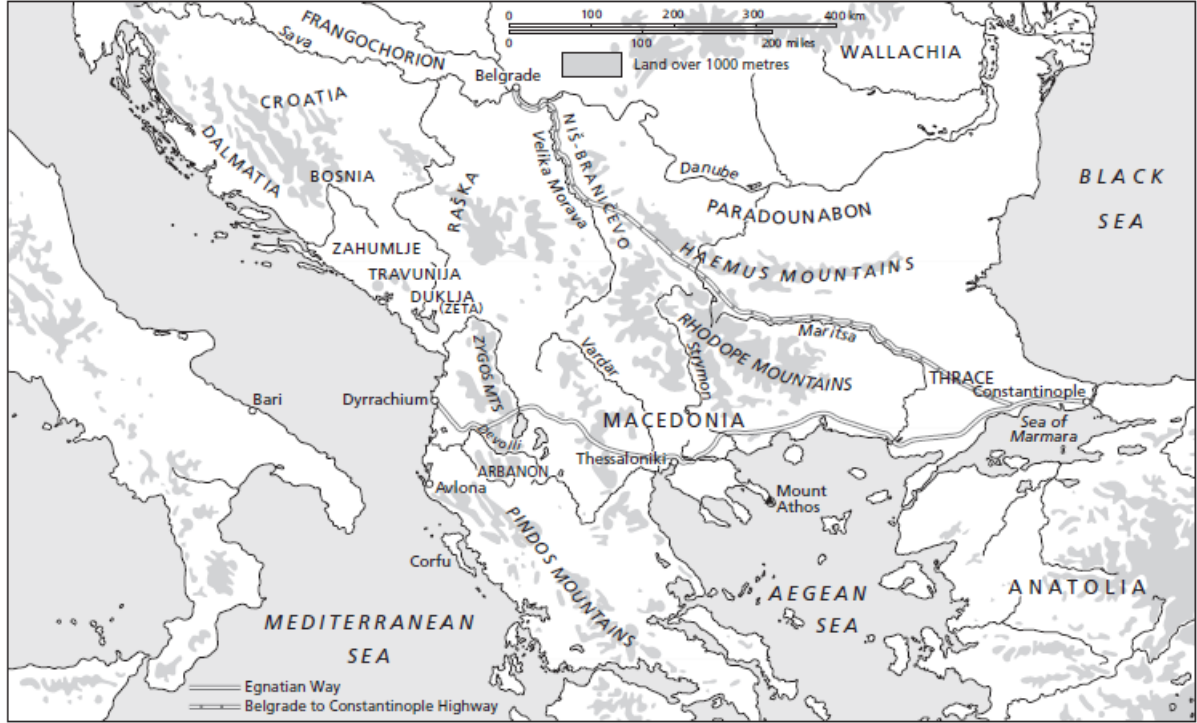 0 100 200 300 400 km
0 100 200 miles
Land over 1000 metres
FRANGOCHORION
Sava
WALLACHIA
Belgrade
CROATIA
NIŠ-BRANIČEVO
Velika Morava
DALMATIA
BOSNIA
Danube
BLACK
SEA
RAŠKA
PARADOUNABON
ZAHUMLJE
HAEMUS MOUNTAINS
TRAVUNIJA
DUKLJA
(ZETA)
RHODOPE MOUNTAINS
Maritsa
ZYGOS MTS
Vardar
Strymon
THRACE
Constantinople
Bari
Dyrrachium
MACEDONIA
Sea of
Marmara
Devolli
Thessaloniki
ARBANON
Avlona
Mount
Athos
PINDOS MOUNTAINS
Corfu
ANATOLIA
AEGEAN
SEA
MEDITERRANEAN
SEA
Egnatian Way
Belgrade to Constantinople Highway